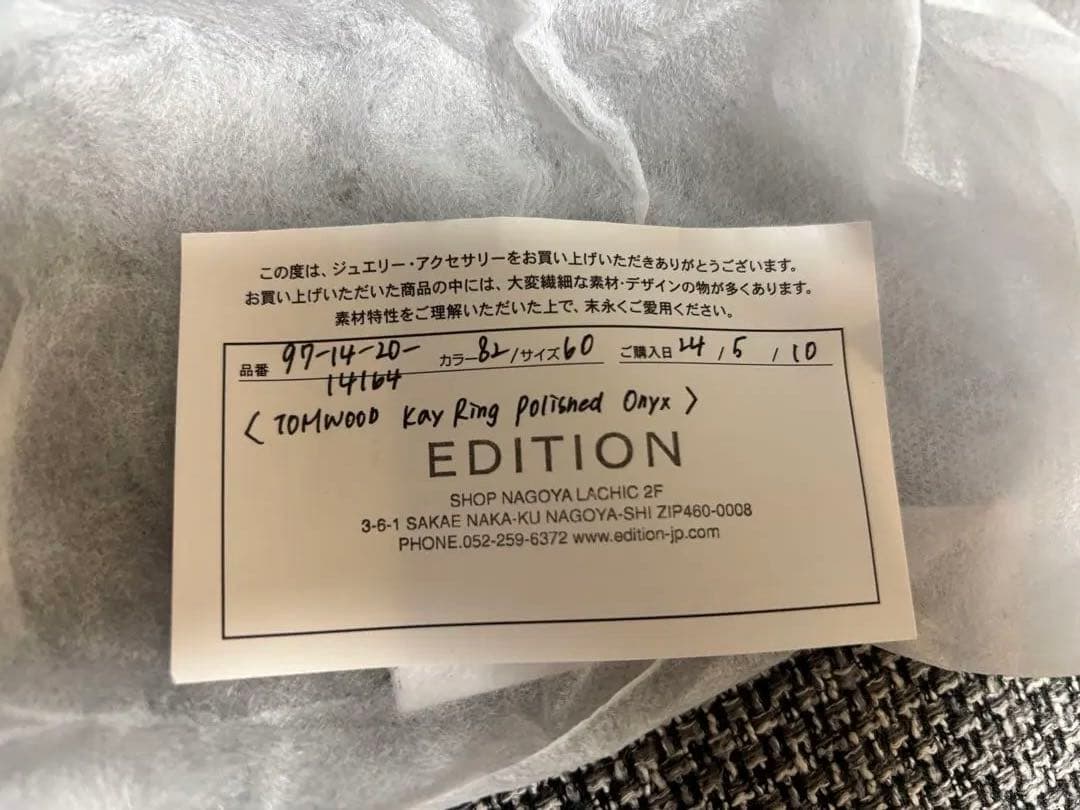 この度は、ジュエリー・アクセサリーをお買い上げいただきありがとうございます。
お買い上げいただいた商品の中には、大変繊細な素材・デザインの物が多くあります。
素材特性をご理解いただいた上で、末永くご愛用ください。
品番 97-14-20- カラー82/サイズ60 ご購入日 24/5/10
14164
〈 TOMWOOD Kay Ring Polished Onyx 〉
EDITION
SHOP NAGOYA LACHIC 2F
3-6-1 SAKAE NAKA-KU NAGOYA-SHI ZIP460-0008
PHONE.052-259-6372 www.edition-jp.com